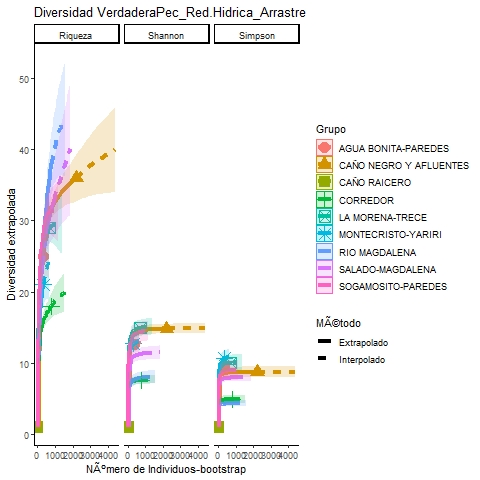 Diversidad VerdaderaPec_Red.Hidrica_Arrastre
Riqueza
Shannon
Simpson
Diversidad extrapolada
50
40
30
20
10
0
0 1000 2000 3000 4000
0 1000 2000 3000 4000
0 1000 2000 3000 4000
NÃºmero de Individuos-bootstrap
Grupo
AGUA BONITA-PAREDES
CAÑO NEGRO Y AFLUENTES
CAÑO RAICERO
CORREDOR
LA MORENA-TRECE
MONTECRISTO-YARIRI
RIO MAGDALENA
SALADO-MAGDALENA
SOGAMOSITO-PAREDES
MÃ©todo
Extrapolado
Interpolado